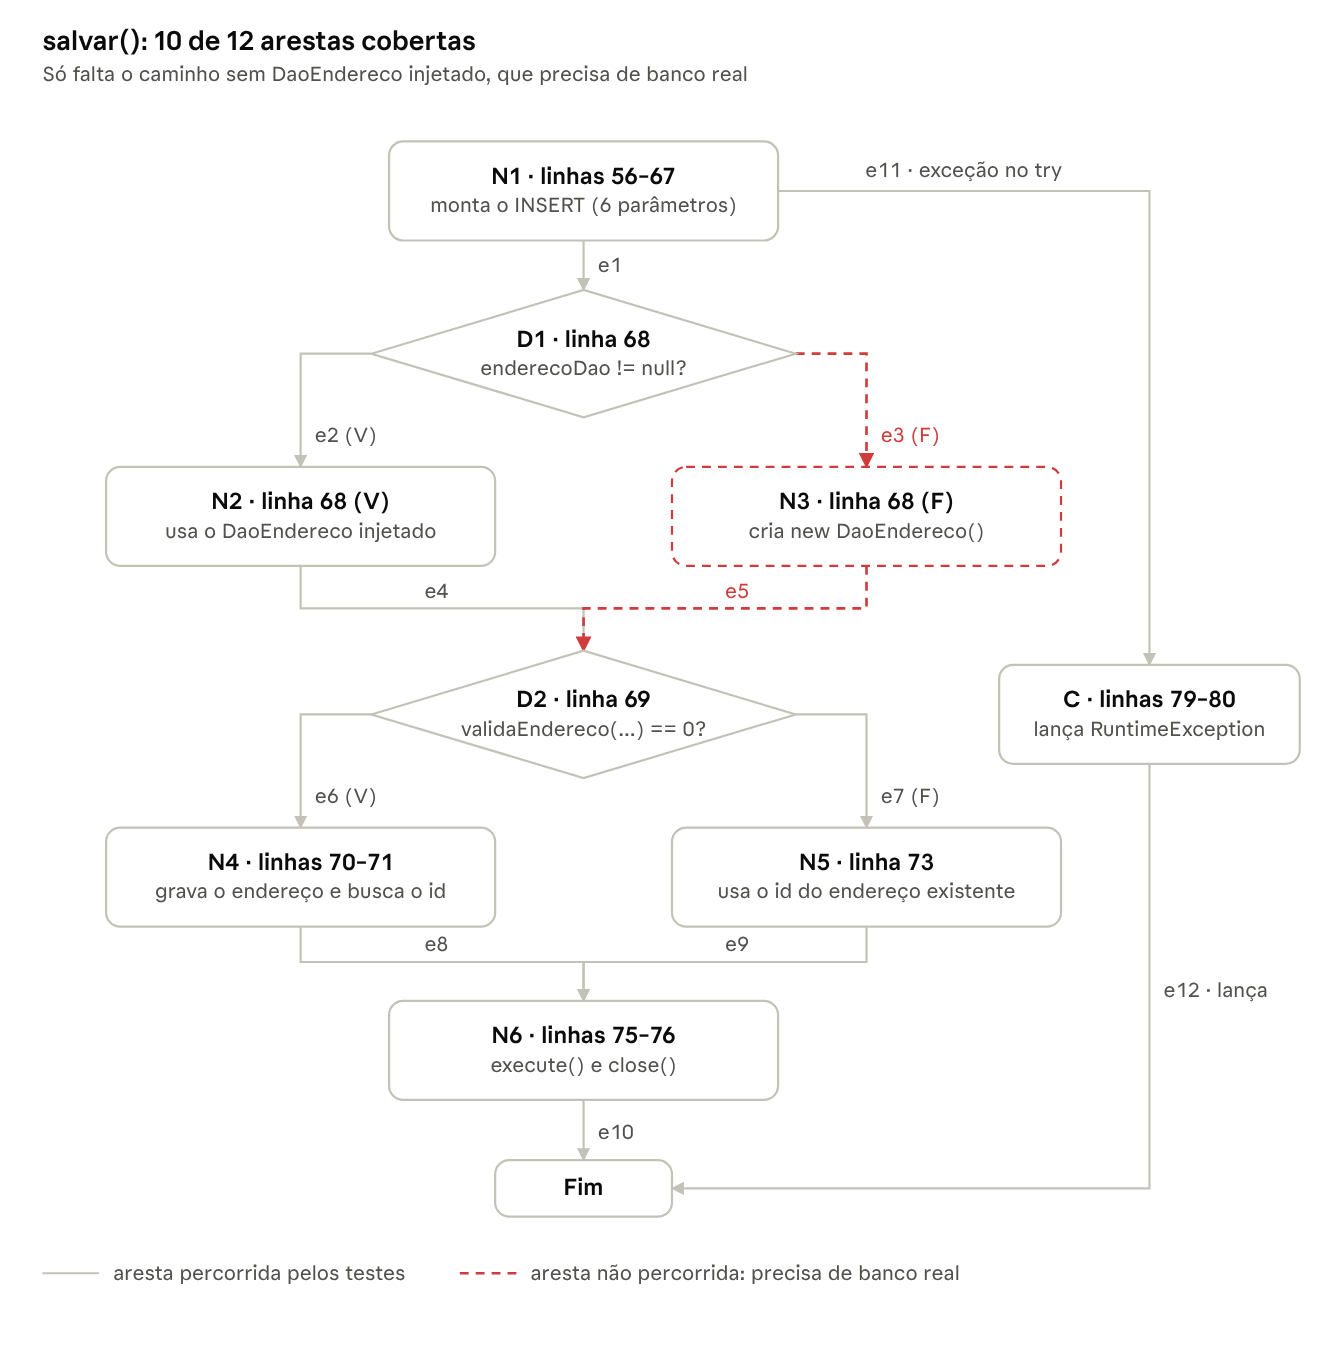 salvar(): 10 de 12 arestas cobertas
Só falta o caminho sem DaoEndereco injetado, que precisa de banco real
N1 · linhas 56–67
monta o INSERT (6 parâmetros)
e11 · exceção no try
e1
D1 · linha 68
enderecoDao != null?
e2 (V)
e3 (F)
N2 · linha 68 (V)
usa o DaoEndereco injetado
N3 · linha 68 (F)
cria new DaoEndereco()
e4
e5
D2 · linha 69
validaEndereco(...) == 0?
C · linhas 79–80
lança RuntimeException
e6 (V)
e7 (F)
N4 · linhas 70–71
grava o endereço e busca o id
N5 · linha 73
usa o id do endereço existente
e8
e9
e12 · lança
N6 · linhas 75–76
execute() e close()
e10
Fim
aresta percorrida pelos testes
aresta não percorrida: precisa de banco real